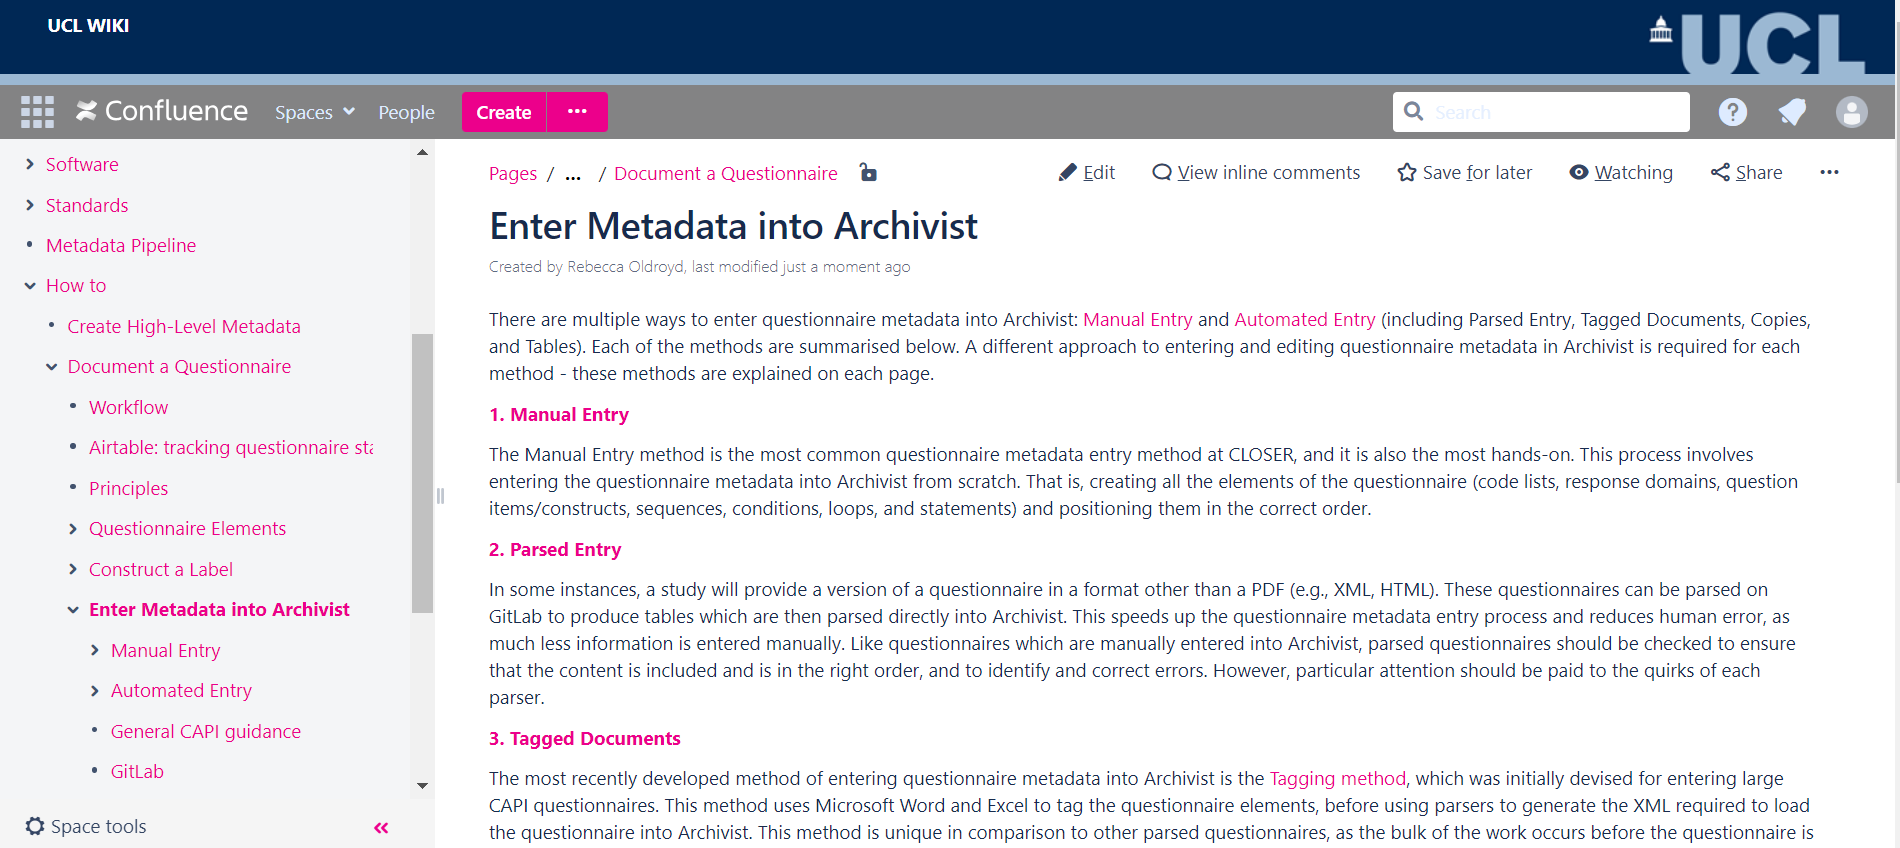 UCL WIKI
UCL
Confluence
Spaces
People
Create
Search
Software
Standards
Metadata Pipeline
How to
Create High-Level Metadata
Document a Questionnaire
Workflow
Airtable: tracking questionnaire sta
Principles
Questionnaire Elements
Construct a Label
Enter Metadata into Archivist
Manual Entry
Automated Entry
General CAPI guidance
GitLab
Space tools
Pages / ... / Document a Questionnaire
Edit
View inline comments
Save for later
Watching
Share
Enter Metadata into Archivist
Created by Rebecca Oldroyd, last modified just a moment ago
There are multiple ways to enter questionnaire metadata into Archivist: Manual Entry and Automated Entry (including Parsed Entry, Tagged Documents, Copies,
and Tables). Each of the methods are summarised below. A different approach to entering and editing questionnaire metadata in Archivist is required for each
method - these methods are explained on each page.
1. Manual Entry
The Manual Entry method is the most common questionnaire metadata entry method at CLOSER, and it is also the most hands-on. This process involves
entering the questionnaire metadata into Archivist from scratch. That is, creating all the elements of the questionnaire (code lists, response domains, question
items/constructs, sequences, conditions, loops, and statements) and positioning them in the correct order.
2. Parsed Entry
In some instances, a study will provide a version of a questionnaire in a format other than a PDF (e.g., XML, HTML). These questionnaires can be parsed on
GitLab to produce tables which are then parsed directly into Archivist. This speeds up the questionnaire metadata entry process and reduces human error, as
much less information is entered manually. Like questionnaires which are manually entered into Archivist, parsed questionnaires should be checked to ensure
that the content is included and is in the right order, and to identify and correct errors. However, particular attention should be paid to the quirks of each
parser.
3. Tagged Documents
The most recently developed method of entering questionnaire metadata into Archivist is the Tagging method, which was initially devised for entering large
CAPI questionnaires. This method uses Microsoft Word and Excel to tag the questionnaire elements, before using parsers to generate the XML required to load
the questionnaire into Archivist. This method is unique in comparison to other parsed questionnaires, as the bulk of the work occurs before the questionnaire is